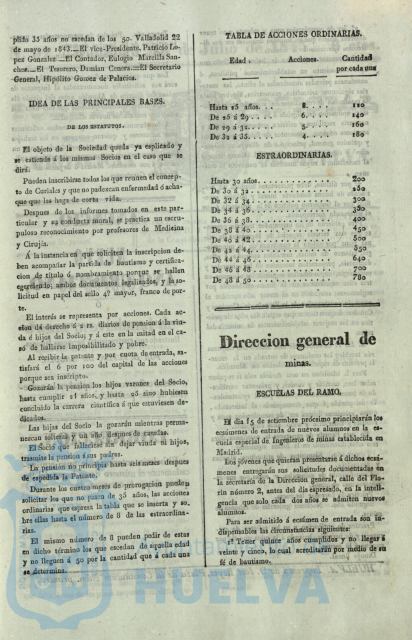 plido 35 años no escedan de los 50. Valladolid 22
de mayo de 1843.—El vice-Presidente, Patricio Lo-
pez Gonzalez.—El Contador, Eulogio Marcilla San-
chez.—El Tesorero, Damian Cenera.—El Secretario
General, Hipólito Gomez de Palacios.
IDEA DE LAS PRINCIPALES BASES.
DE LOS ESTATUTOS.
El objeto de la Sociedad queda ya esplicado y
se estiende á los mismos Socios en el caso que se
dirá.
Pueden inscribirse todos los que reunen el concep-
to de Curiales y que no padezcan enfermedad ó acha-
que que las haga de corta vida.
Despues de los informes tomados en este par-
ticular y su conducta moral, se practica un escru-
puloso reconocimiento por profesores de Medicina
y Cirujía.
Á la instancia en que soliciten la inscripcion de-
ben acompañar la partida de bautismo y certifica-
cion de título ó nombramiento porque se hallen
egerciendo; ambos documentos legalizados, y la so-
licitud en papel del sello 4º mayor, franco de por-
te.
El interés se representa por acciones. Cada ac-
cion dá derecho á 2 rs. diarios de pension á la viu-
da é hijos del Socio; y á este en la mitad en el ca-
so de hallarse imposibilitado y pobre.
Al recibir la patente y por cuota de entrada, sa-
tisfará el 6 por 100 del capital de las acciones
porque sea inscripto.
Gozarán la pension los hijos varones del Socio,
hasta cumplir 21 años, y hasta 25 sino hubiesen
concluido la carrera científica á que estuviesen de-
dicados.
Las hijas del Socio la gozarán mientras perma-
nezcan solteras y un año despues de casadas.
El Socio que falleciese sin dejar viuda ni hijos,
trasmite la pension á sus padres.
La pension no principia hasta seis meses despues
de espedida la Patente.
Durante los cuatro meses de prorogacion pueden
solicitar los que no pasen de 35 años, las acciones
ordinarias que espresa la tabla que se inserta y so-
bre ellas hasta el número de 8 de las estraordina-
rias.
El mismo número de 8 pueden pedir de estas
en dicho término los que escedan de aquella edad
y no lleguen á 50 por la cantidad que á cada una
se determina.
TABLA DE ACCIONES ORDINARIAS.
Edad. Acciones. Cantidad
por cada una
Hasta 25 años. . . 8. . . . 120
De 25 á 29. . . 6. . . . 140
De 29 á 32. . . 5. . . . 160
De 32 á 35. . . 4. . . . 180
ESTRAORDINARIAS.
Hasta 30 años. . . . . . . 200
De 30 á 32. . . . . . . 260
De 32 á 34. . . . . . . 300
De 34 á 36. . . . . . . 360
De 36 á 38. . . . . . . 400
De 38 á 40. . . . . . . 450
De 40 á 42. . . . . . . 500
De 42 á 44. . . . . . . 550
De 44 á 46. . . . . . . 640
De 46 á 48. . . . . . . 700
De 48 á 50. . . . . . . 780
Direccion general de
minas.
ESCUELAS DEL RAMO.
El dia 15 de setiembre prócsimo principiarán los
ecsámenes de entrada de nuevos alumnos en la es-
cuela especial de Ingenieros de minas establecida en
Madrid.
Los jóvenes que quieran presentarse á dichos ecsá-
menes entregarán sus solicitudes documentadas en
la secretaría de la Direccion general, calle del Flo-
rin número 2, antes del dia espresado, en la inteli-
gencia que solo cada dos años se admiten nuevos
alumnos.
Para ser admitido á ecsámen de entrada son in-
dispensables las circunstancias siguientes:
1ª Tener quince años cumplidos y no llegar á
veinte y cinco, lo cual acreditarán por medio de su
fé de bautismo.
HUELVA